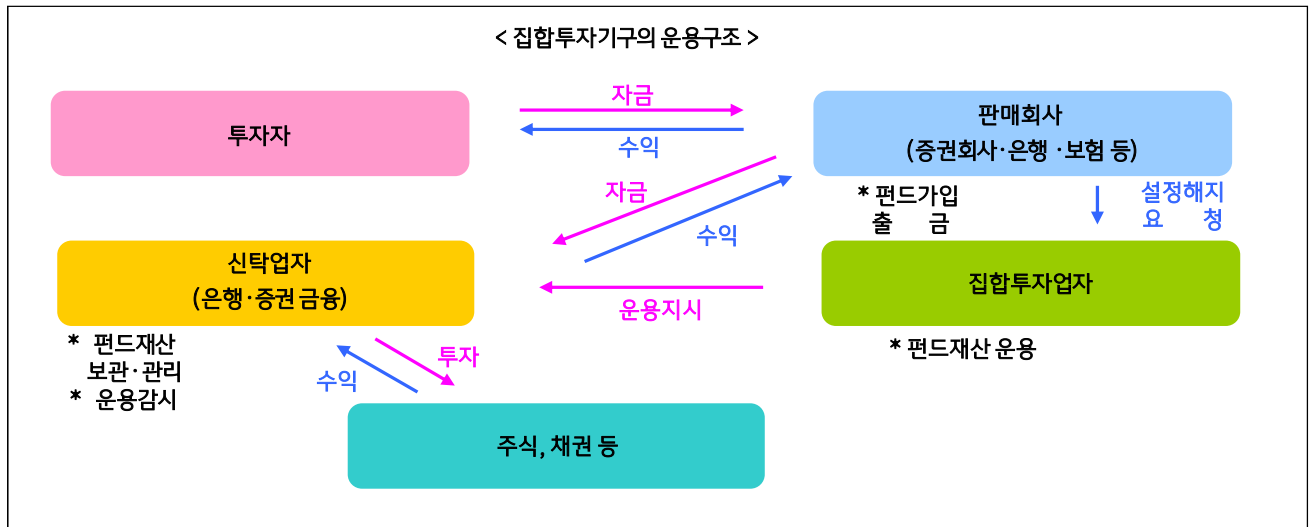 < 집합투자기구의 운용구조 >
투자자
자금
수익
판매회사
(증권회사·은행 ·보험 등)
자금
수익
* 펀드가입
출 금
설정해지
요 청
신탁업자
(은행·증권 금융)
운용지시
집합투자업자
* 펀드재산
보관·관리
* 운용감시
수익
투자
* 펀드재산 운용
주식, 채권 등